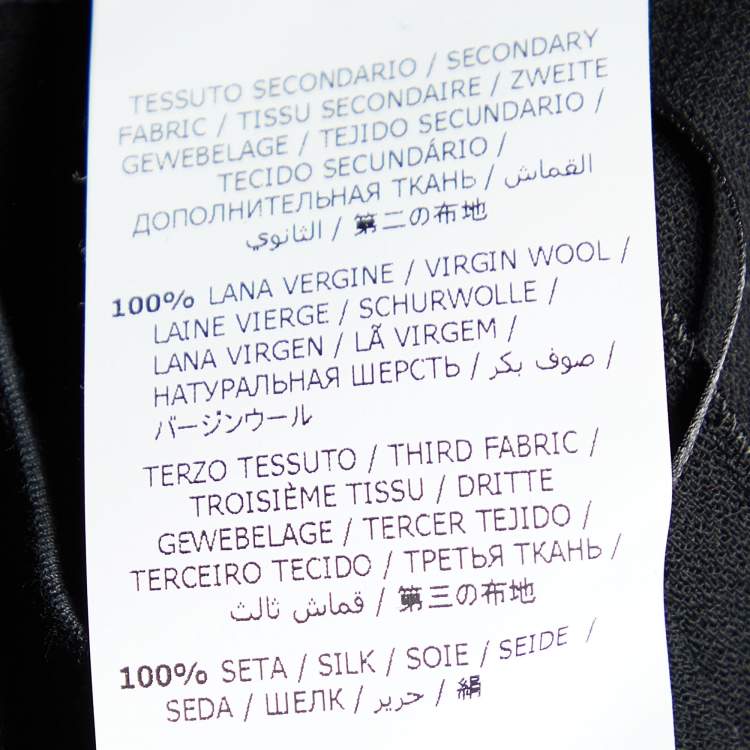 TESSUTO SECONDARIO / SECONDARY
FABRIC / TISSU SECONDAIRE / ZWEITE
GEWEBELAGE / TEJIDO SECUNDARIO /
TECIDO SECUNDÁRIO /
ДОПОЛНИТЕЛЬНАЯ ТКАНЬ / القماش
الثانوي / 第二の布地
100% LANA VERGINE / VIRGIN WOOL /
LAINE VIERGE / SCHURWOLLE /
LANA VIRGEN / LÃ VIRGEM /
НАТУРАЛЬНАЯ ШЕРСТЬ / صوف بكر /
バージンウール
TERZO TESSUTO / THIRD FABRIC /
TROISIÈME TISSU / DRITTE
GEWEBELAGE / TERCER TEJIDO /
TERCEIRO TECIDO / ТРЕТЬЯ ТКАНЬ /
قماش ثالث / 第三の布地
100% SETA / SILK / SOIE / SEIDE /
SEDA / ШЕЛК / حرير / 絹